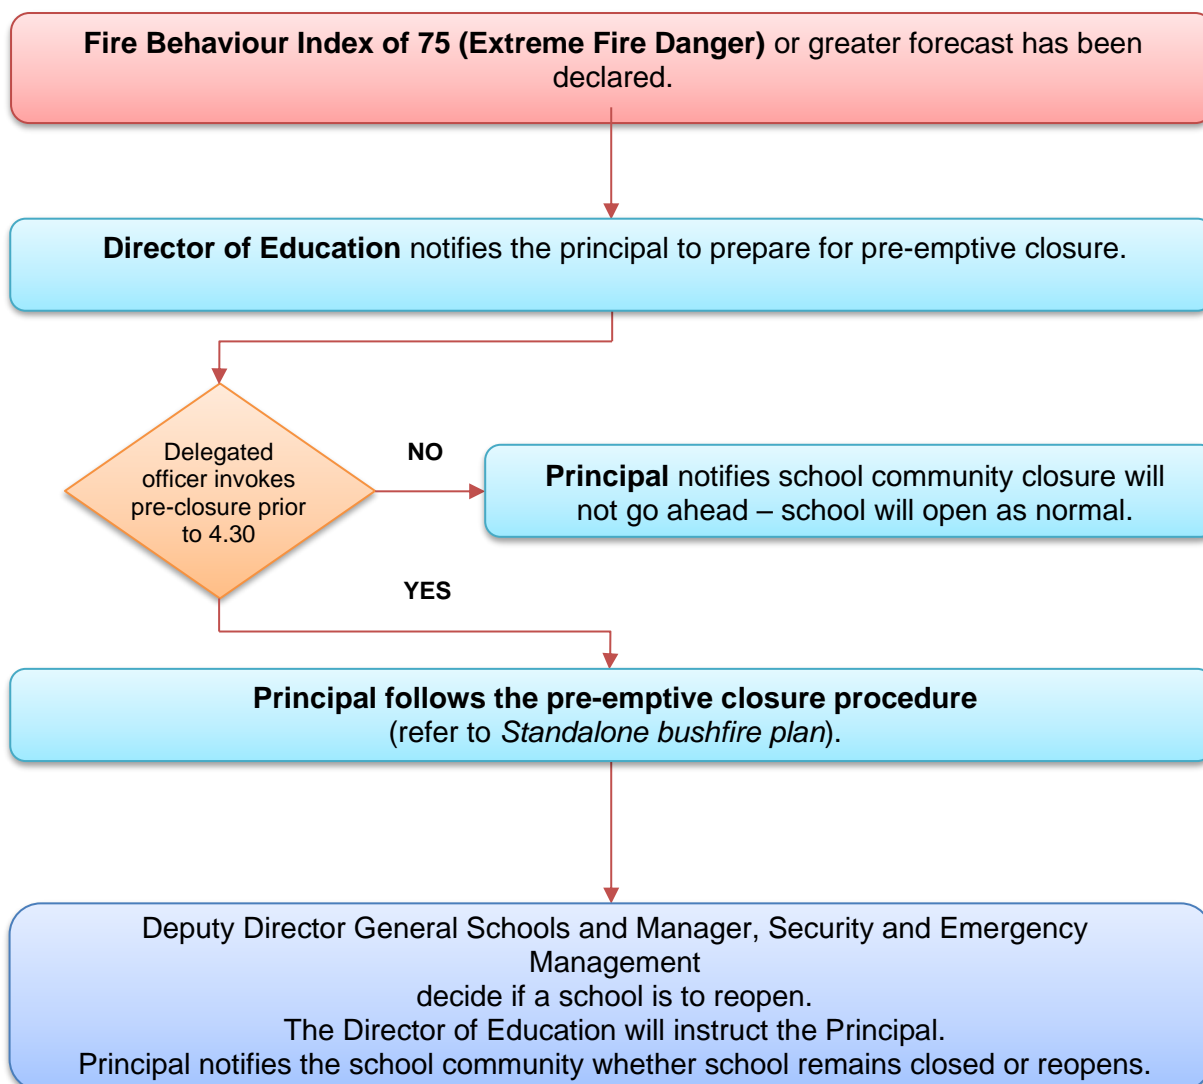 Fire Behaviour Index of 75 (Extreme Fire Danger) or greater forecast has been
declared.
Director of Education notifies the principal to prepare for pre-emptive closure.
Delegated
officer invokes
pre-closure prior
to 4.30
NO
Principal notifies school community closure will
not go ahead – school will open as normal.
YES
Principal follows the pre-emptive closure procedure
(refer to Standalone bushfire plan).
Deputy Director General Schools and Manager, Security and Emergency
Management
decide if a school is to reopen.
The Director of Education will instruct the Principal.
Principal notifies the school community whether school remains closed or reopens.